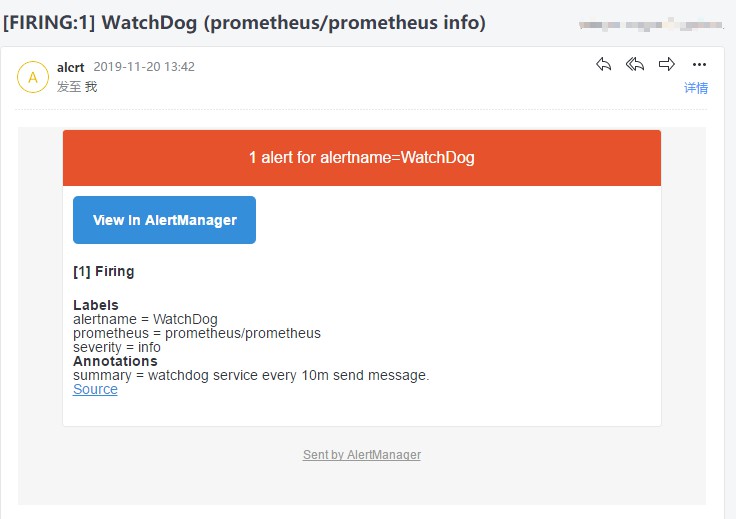 [FIRING:1] WatchDog (prometheus/prometheus info)
A
alert 2019-11-20 13:42
发至 我
详情
1 alert for alertname=WatchDog
View In AlertManager
[1] Firing
Labels
alertname = WatchDog
prometheus = prometheus/prometheus
severity = info
Annotations
summary = watchdog service every 10m send message.
Source
Sent by AlertManager